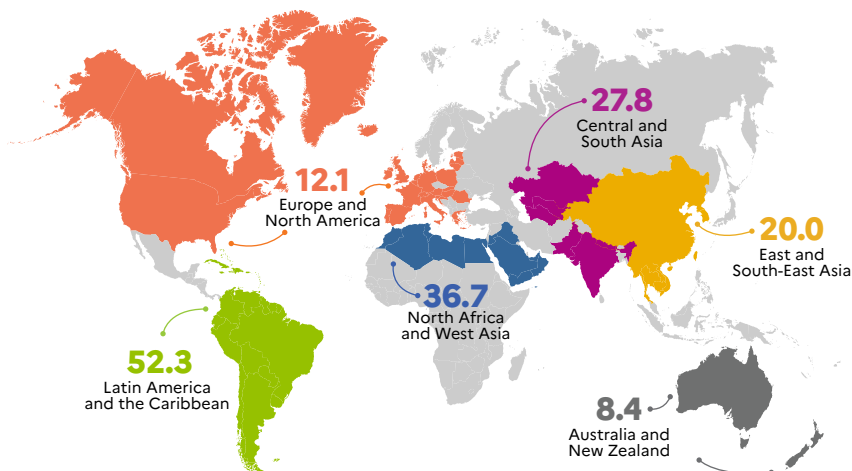 27.8
Central and
South Asia
12.1
Europe and
North America
20.0
East and
South-East Asia
36.7
North Africa
and West Asia
52.3
Latin America
and the Caribbean
8.4
Australia and
New Zealand